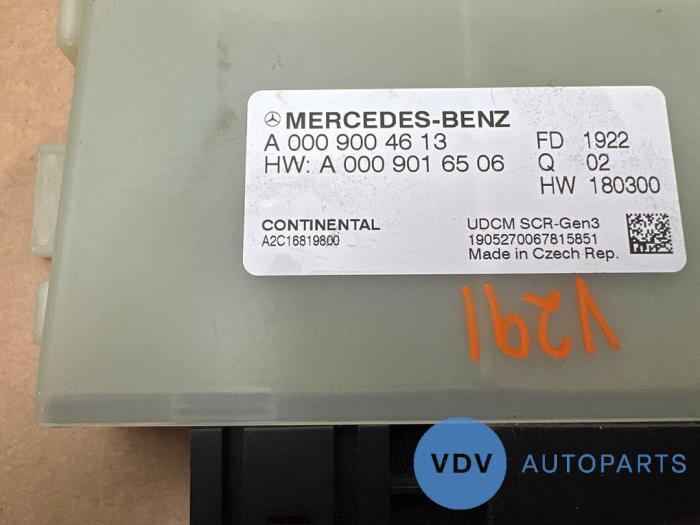 MERCEDES-BENZ
A 000 900 46 13 FD 1922
HW: A 000 901 65 06 Q 02
HW 180300
CONTINENTAL UDCM SCR-Gen3
A2C16819800 1905270067815851
Made in Czech Rep.
V291
VDV AUTOPARTS